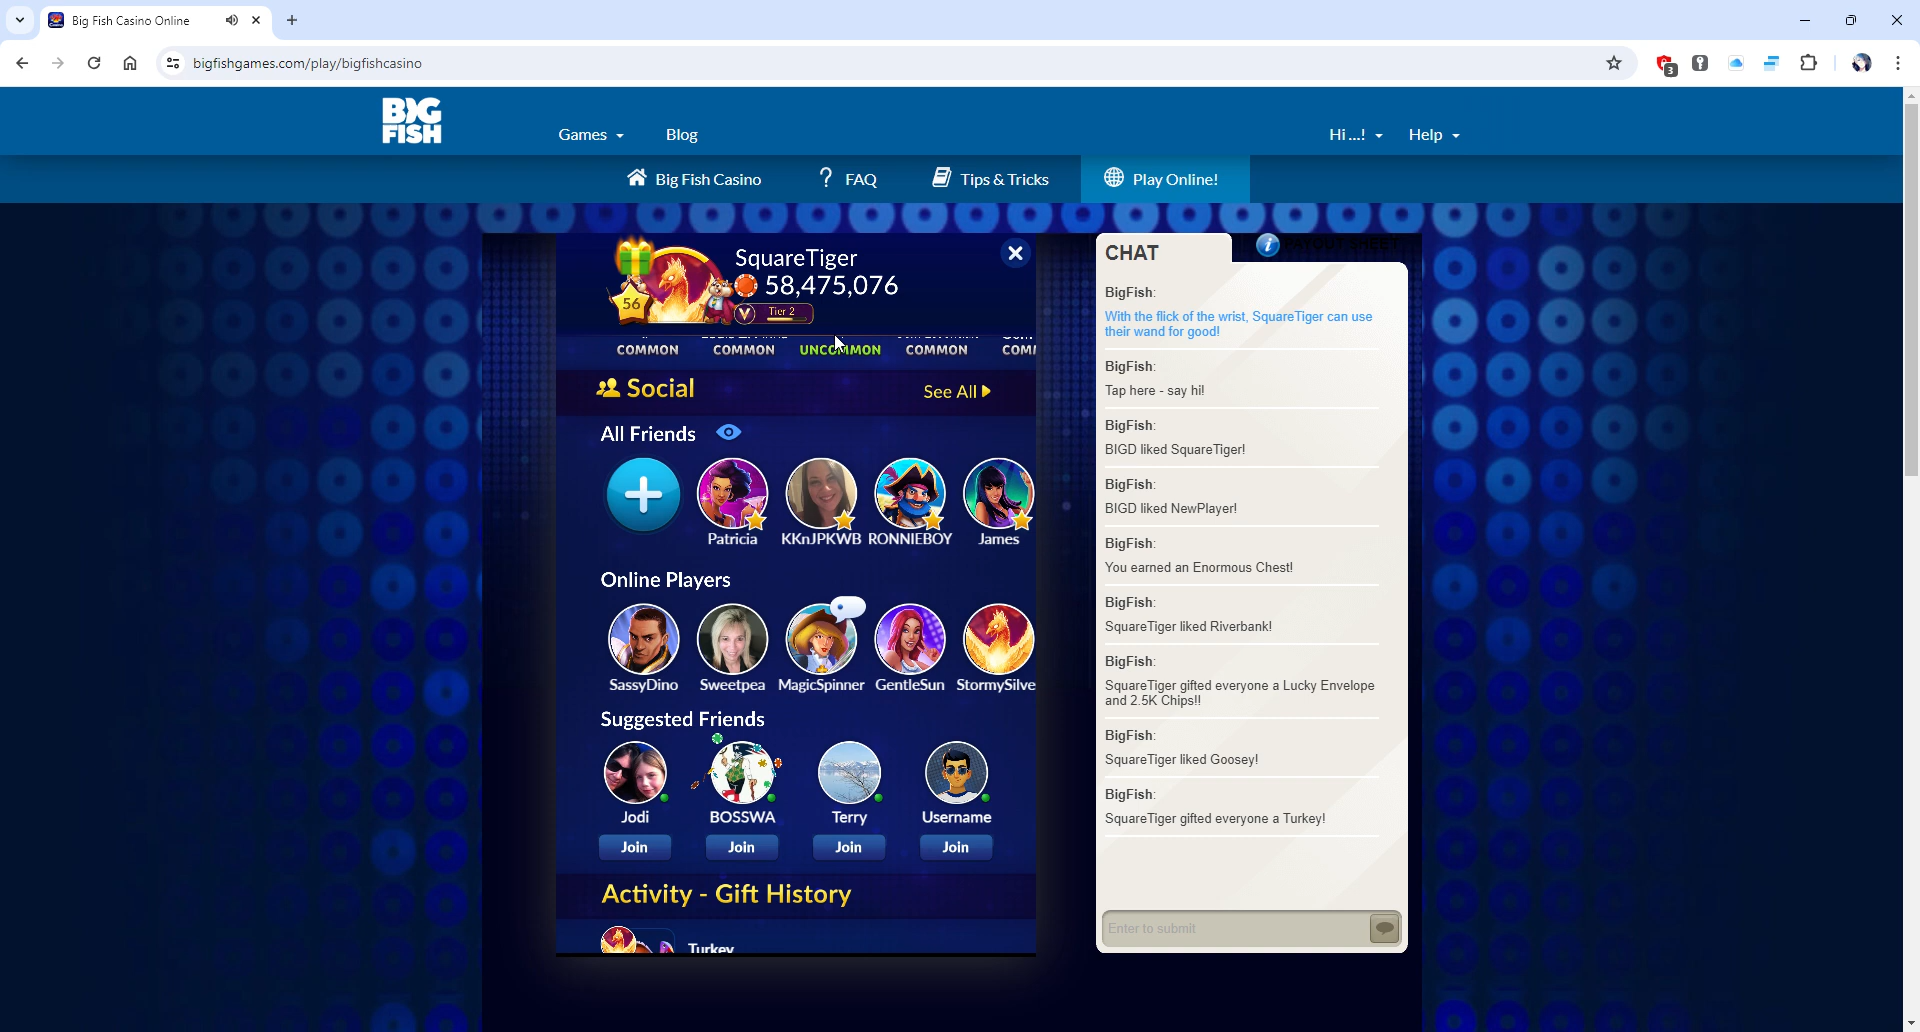 Big Fish Casino Online
bigfishgames.com/play/bigfishcasino
3
BIG
FISH
Games
Blog
Hi ...!
Help
Big Fish Casino
FAQ
Tips & Tricks
Play Online!
SquareTiger
58,475,076
56
V
Tier 2
COMMON
COMMON
UNCOMMON
COMMON
COMM
Social
See All
All Friends
Patricia
KKnJPKWB
RONNIEBOY
James
Online Players
SassyDino
Sweetpea
MagicSpinner
GentleSun
StormySilve
Suggested Friends
Jodi
BOSSWA
Terry
Username
Join
Join
Join
Join
Activity - Gift History
Turkey
CHAT
PAYOUT SHEET
BigFish:
With the flick of the wrist, SquareTiger can use
their wand for good!
BigFish:
Tap here - say hi!
BigFish:
BIGD liked SquareTiger!
BigFish:
BIGD liked NewPlayer!
BigFish:
You earned an Enormous Chest!
BigFish:
SquareTiger liked Riverbank!
BigFish:
SquareTiger gifted everyone a Lucky Envelope
and 2.5K Chips!!
BigFish:
SquareTiger liked Goosey!
BigFish:
SquareTiger gifted everyone a Turkey!
Enter to submit